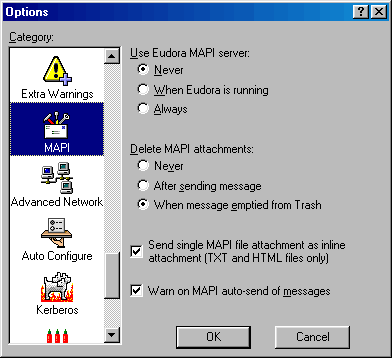 Options
Category:
Extra Warnings
MAPI
Advanced Network
Auto Configure
Kerberos
Use Eudora MAPI server:
Never
When Eudora is running
Always
Delete MAPI attachments:
Never
After sending message
When message emptied from Trash
Send single MAPI file attachment as inline
attachment (TXT and HTML files only)
Warn on MAPI auto-send of messages
OK
Cancel